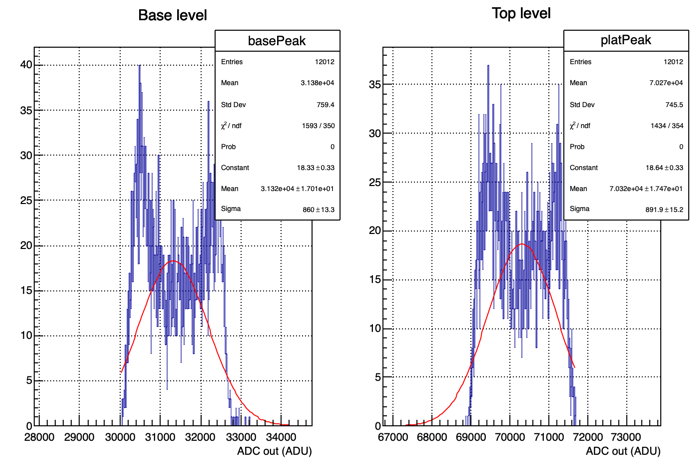 Base level
basePeak
Entries 12012
Mean 3.138e+04
Std Dev 759.4
χ² / ndf 1593 / 350
Prob 0
Constant 18.33±0.33
Mean 3.132e+04±1.701e+01
Sigma 860±13.3
40
35
30
25
20
15
10
5
0
28000 29000 30000 31000 32000 33000 34000
ADC out (ADU)
Top level
platPeak
Entries 12012
Mean 7.027e+04
Std Dev 745.5
χ² / ndf 1434 / 354
Prob 0
Constant 18.64±0.33
Mean 7.032e+04±1.747e+01
Sigma 891.9±15.2
35
30
25
20
15
10
5
0
67000 68000 69000 70000 71000 72000 73000
ADC out (ADU)